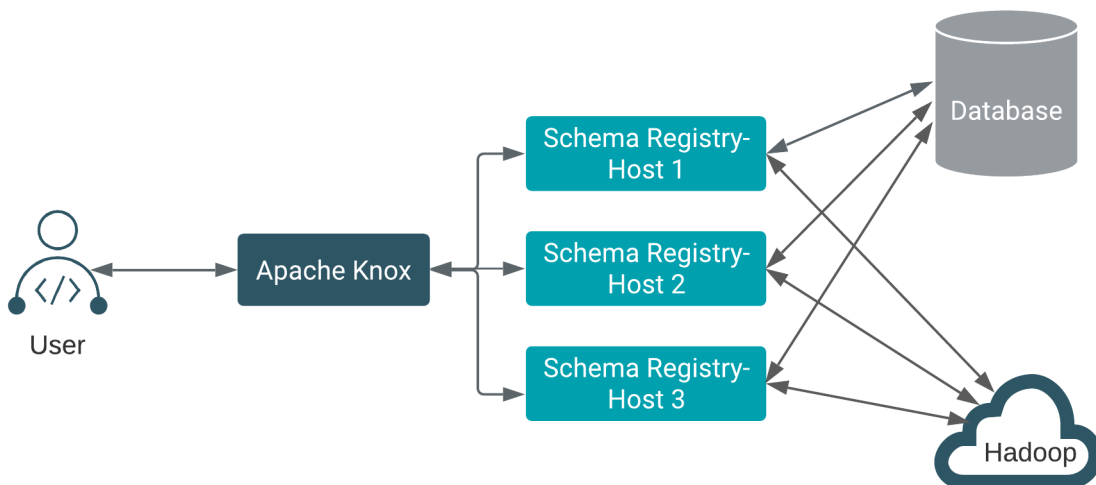 User
</>
Apache Knox
Schema Registry-
Host 1
Schema Registry-
Host 2
Schema Registry-
Host 3
Database
Hadoop